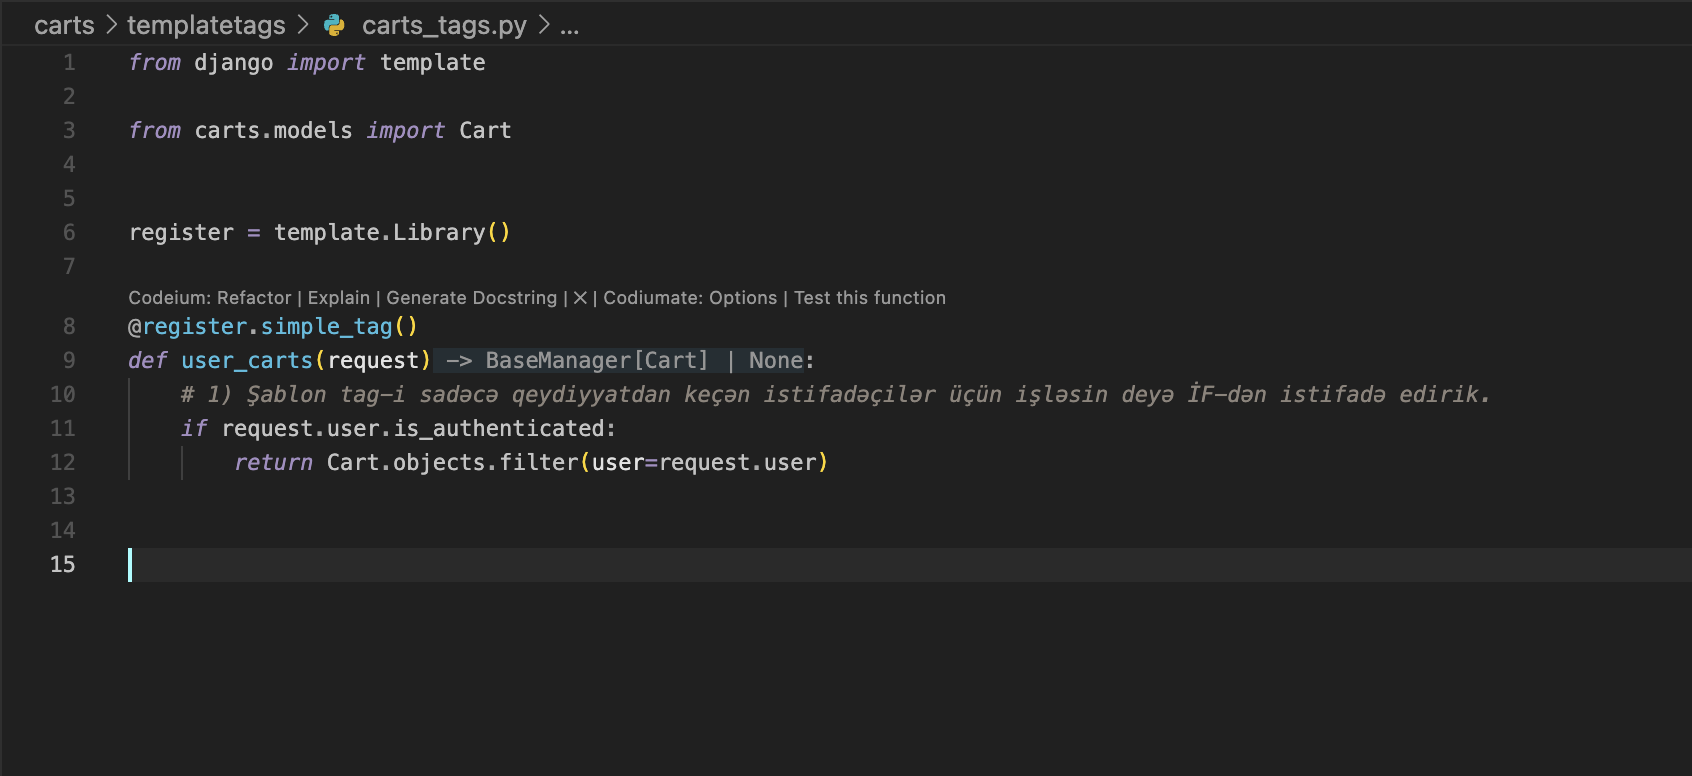 carts > templatetags > carts_tags.py > ...
1 from django import template
2
3 from carts.models import Cart
4
5
6 register = template.Library()
7
Codeium: Refactor | Explain | Generate Docstring | × | Codiumate: Options | Test this function
8 @register.simple_tag()
9 def user_carts(request) -> BaseManager[Cart] | None:
10     # 1) Şablon tag-i sadəcə qeydiyyatdan keçən istifadəçilər üçün işləsin deyə İF-dən istifadə edirik.
11     if request.user.is_authenticated:
12         return Cart.objects.filter(user=request.user)
13
14
15